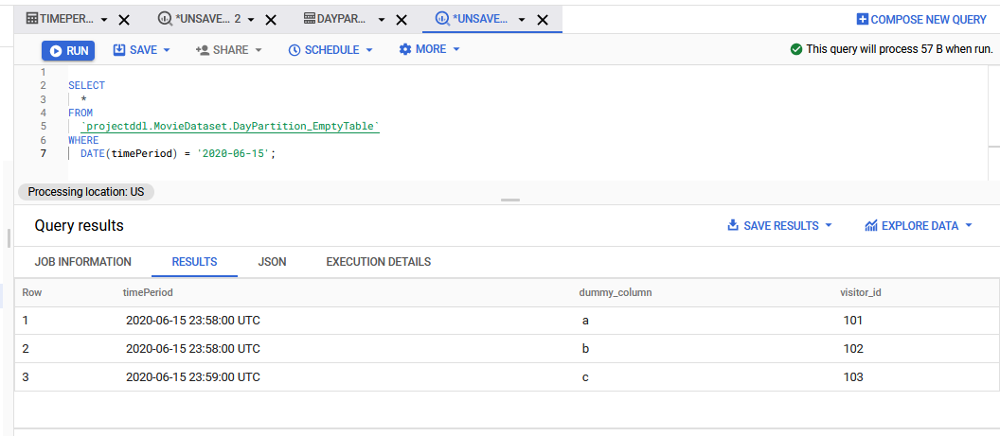 TIMEPER... *UNSAVE... 2 DAYPAR... *UNSAVE... COMPOSE NEW QUERY
RUN SAVE SHARE SCHEDULE MORE This query will process 57 B when run.
1
2 SELECT
3 *
4 FROM
5 `projectddl.MovieDataset.DayPartition_EmptyTable`
6 WHERE
7 DATE(timePeriod) = '2020-06-15';
Processing location: US
Query results SAVE RESULTS EXPLORE DATA
JOB INFORMATION RESULTS JSON EXECUTION DETAILS
Row timePeriod dummy_column visitor_id
1 2020-06-15 23:58:00 UTC a 101
2 2020-06-15 23:58:00 UTC b 102
3 2020-06-15 23:59:00 UTC c 103